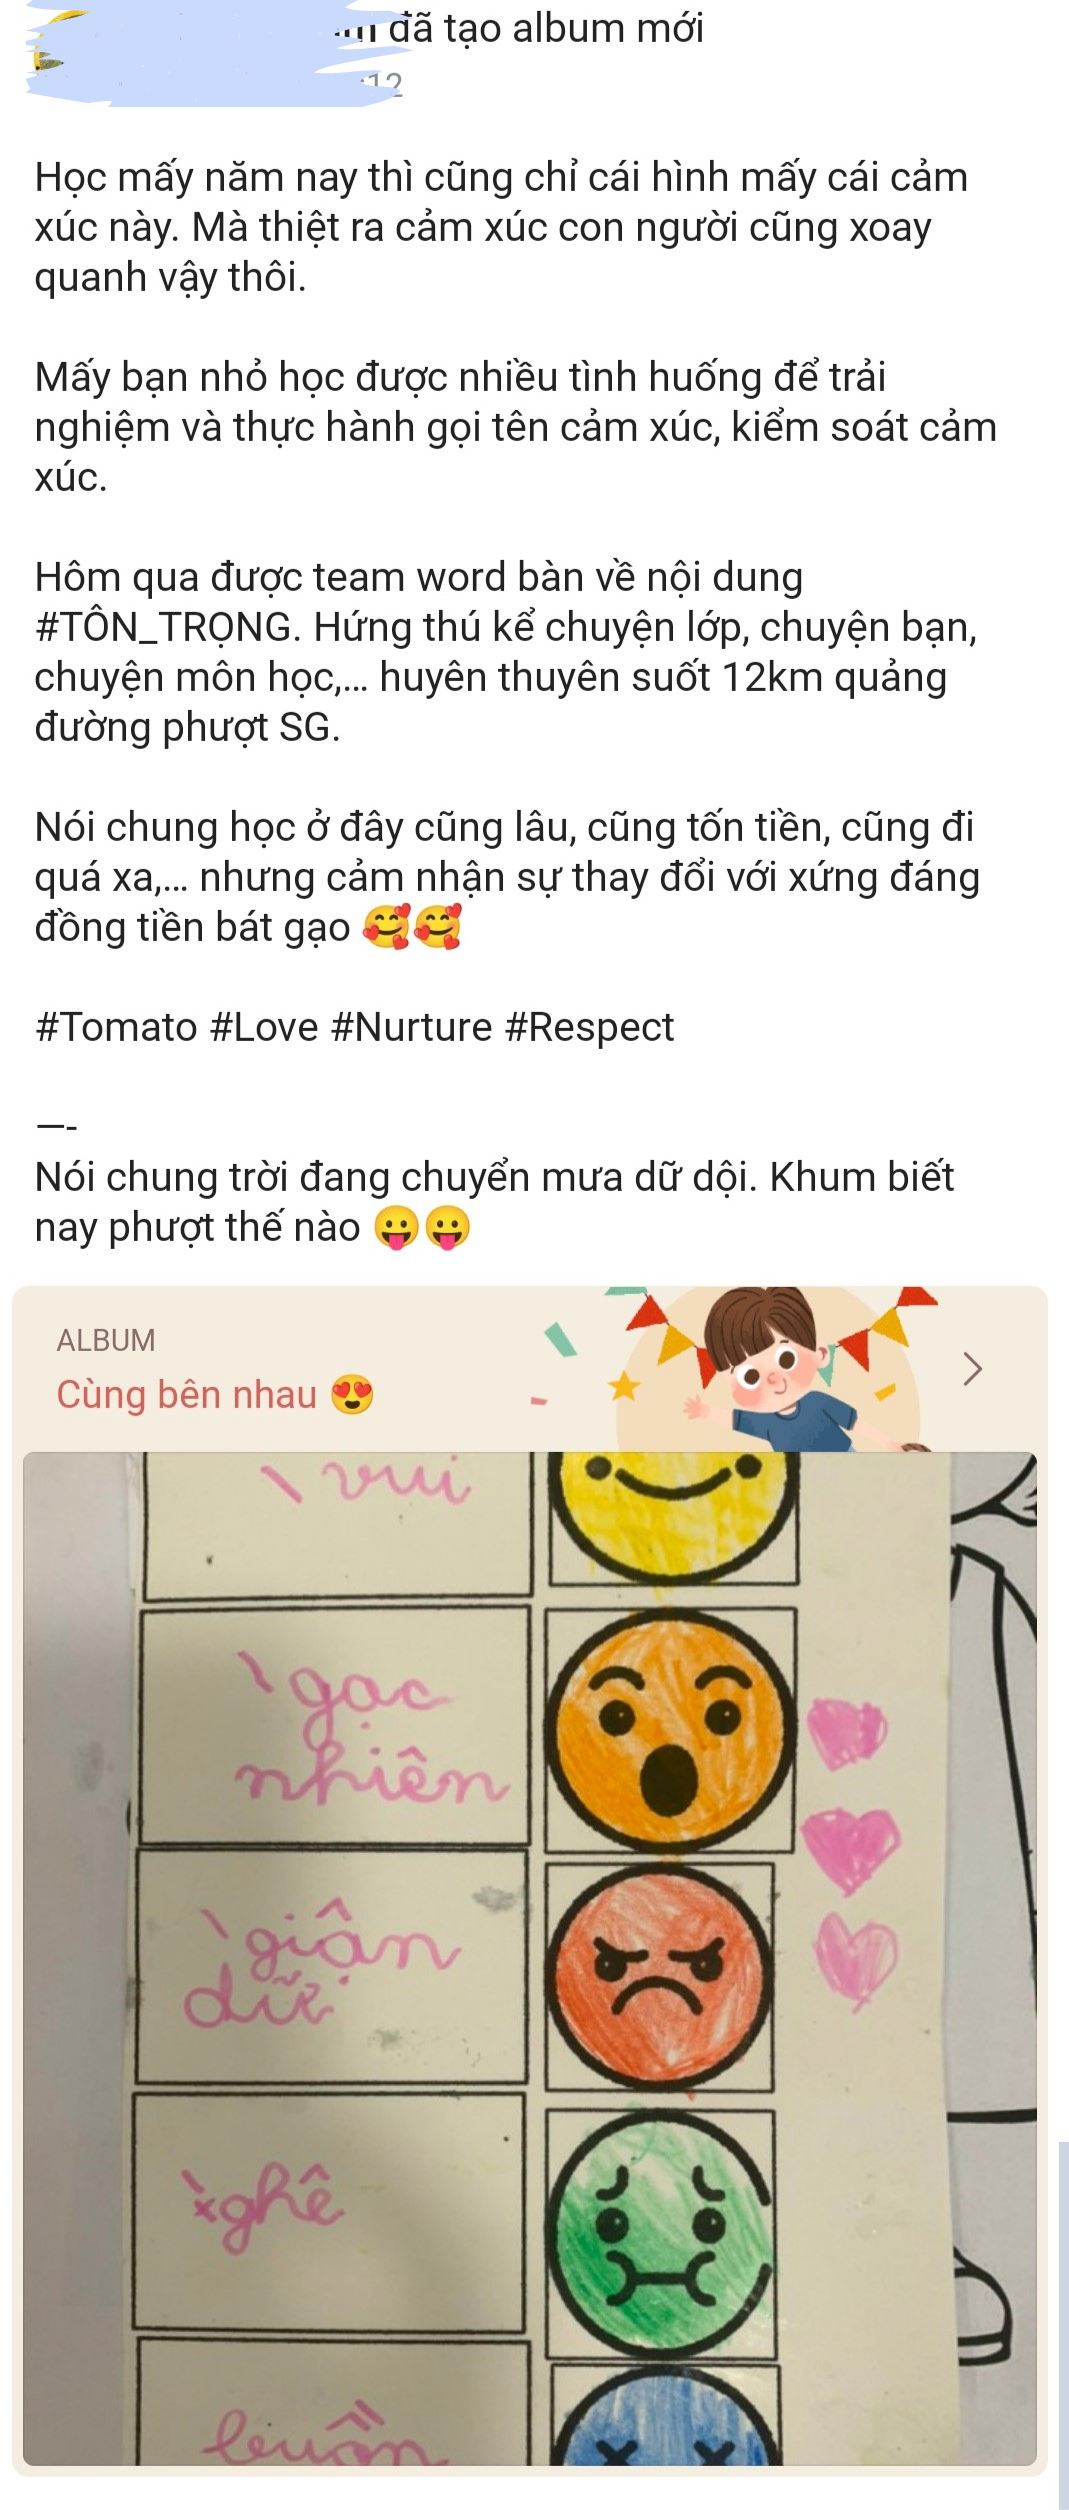 đã tạo album mới
:12
Học mấy năm nay thì cũng chỉ cái hình mấy cái cảm
xúc này. Mà thiệt ra cảm xúc con người cũng xoay
quanh vậy thôi.
Mấy bạn nhỏ học được nhiều tình huống để trải
nghiệm và thực hành gọi tên cảm xúc, kiểm soát cảm
xúc.
Hôm qua được team word bàn về nội dung
#TÔN_TRỌNG. Hứng thú kể chuyện lớp, chuyện bạn,
chuyện môn học,... huyên thuyên suốt 12km quảng
đường phượt SG.
Nói chung học ở đây cũng lâu, cũng tốn tiền, cũng đi
quá xa,... nhưng cảm nhận sự thay đổi với xứng đáng
đồng tiền bát gạo 🥰🥰
#Tomato #Love #Nurture #Respect
—-
Nói chung trời đang chuyển mưa dữ dội. Khum biết
nay phượt thế nào 😛😛
ALBUM
Cùng bên nhau 😍
vui
gạc
nhiên
giận
dữ
ghê
buồn